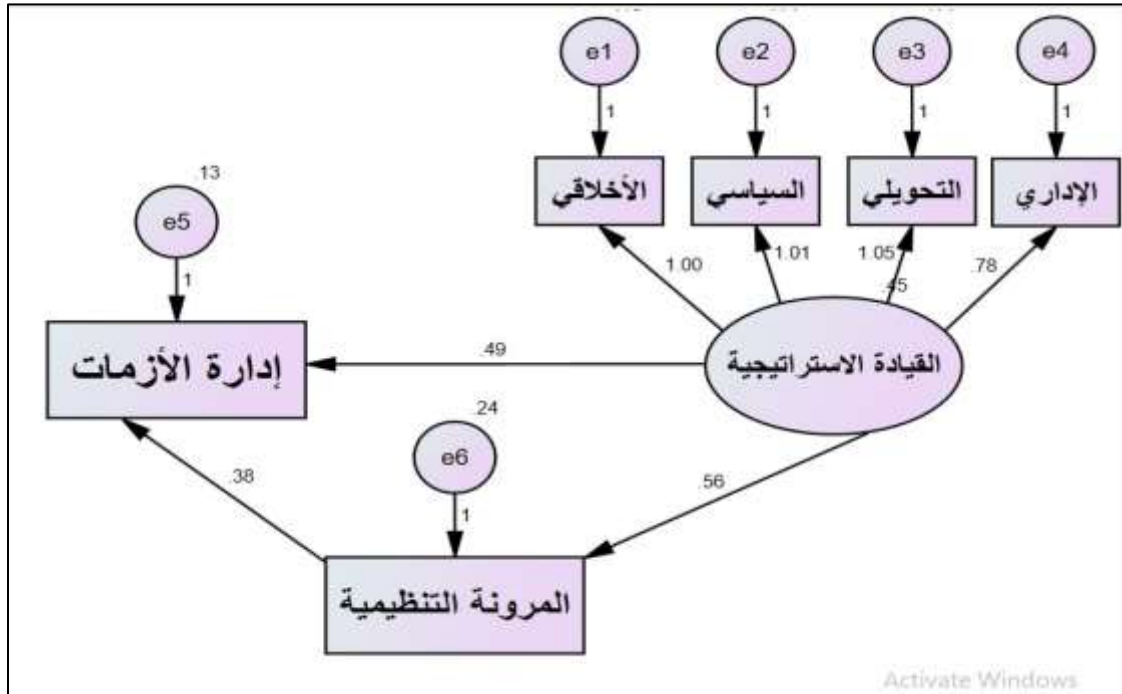 e1 e2 e3 e4
1 1 1 1
الأخلاقي السياسي التحويلي الإداري
1.00 1.01 1.05 .78
.45
القيادة الاستراتيجية
.13
e5
1
إدارة الأزمات
.49
.24
e6
1
.38
.56
المرونة التنظيمية
Activate Windows